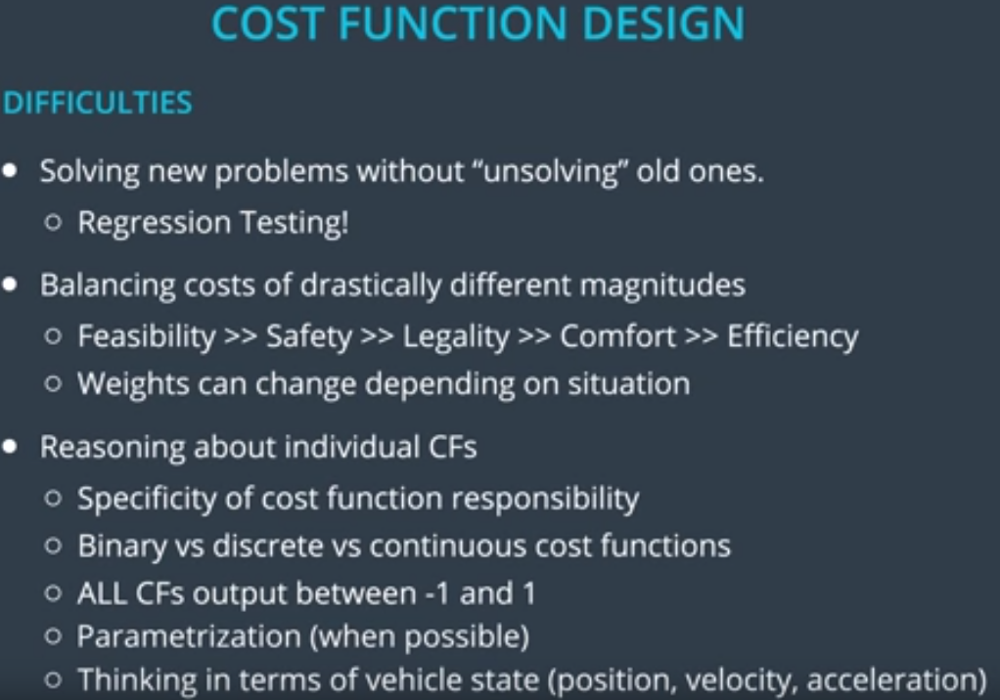 COST FUNCTION DESIGN
DIFFICULTIES
• Solving new problems without “unsolving” old ones.
○ Regression Testing!
• Balancing costs of drastically different magnitudes
○ Feasibility >> Safety >> Legality >> Comfort >> Efficiency
○ Weights can change depending on situation
• Reasoning about individual CFs
○ Specificity of cost function responsibility
○ Binary vs discrete vs continuous cost functions
○ ALL CFs output between -1 and 1
○ Parametrization (when possible)
○ Thinking in terms of vehicle state (position, velocity, acceleration)